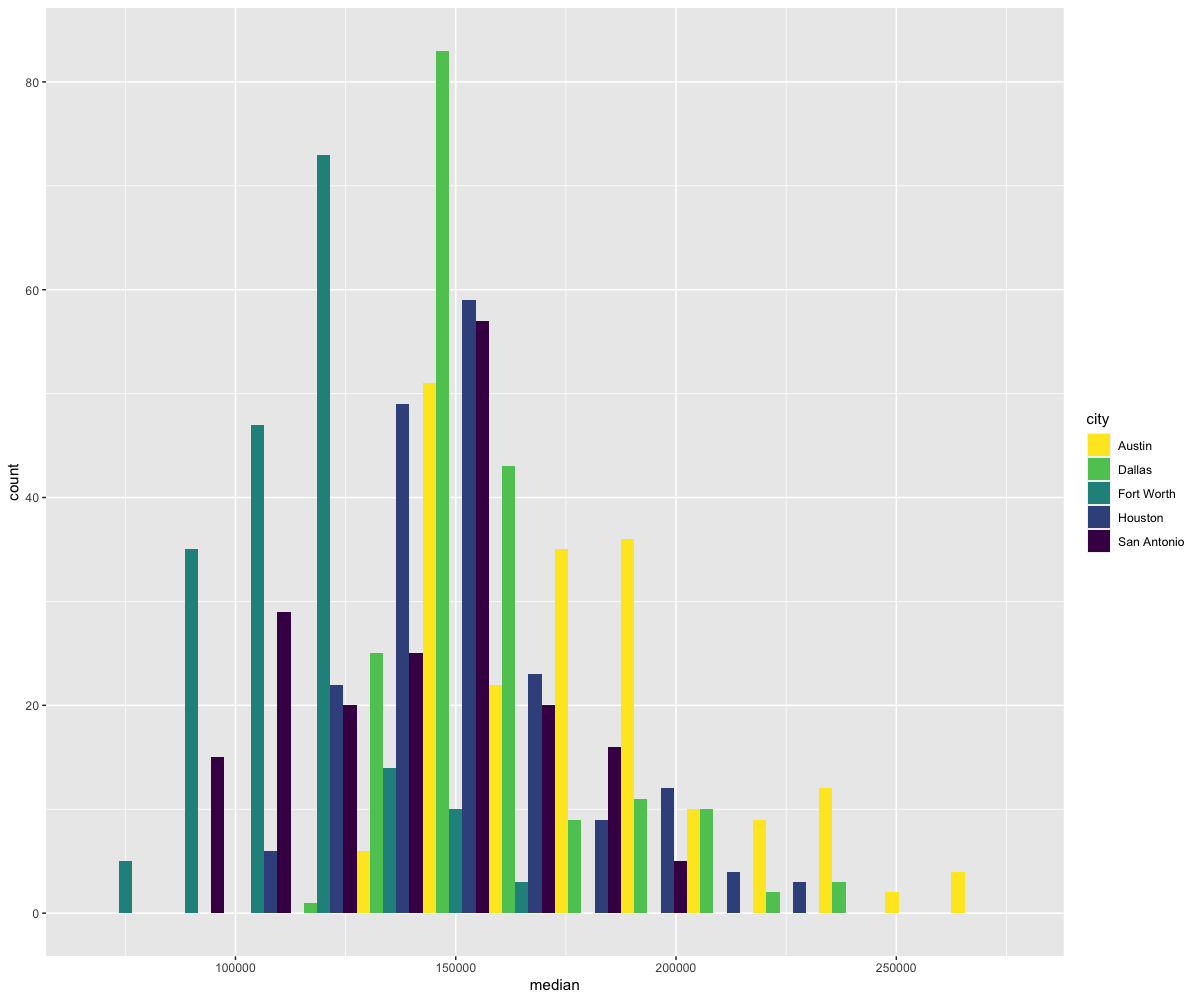 80
60
40
20
0
count
100000 150000 200000 250000
median
city
Austin
Dallas
Fort Worth
Houston
San Antonio